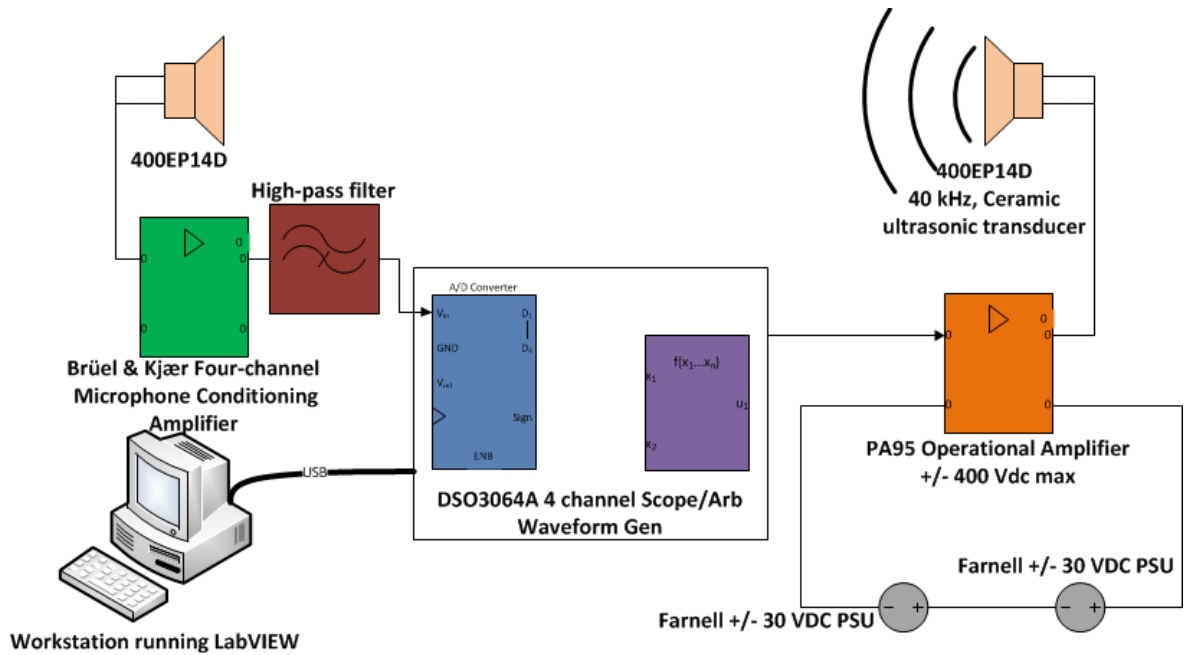 400EP14D
High-pass filter
0
0
0
0
0
Brüel & Kjær Four-channel
Microphone Conditioning
Amplifier
USB
Workstation running LabVIEW
A/D Converter
Vin
D1
GND
Sign
ENB
f(x1...xn)
x1
u1
x2
DSO3064A 4 channel Scope/Arb
Waveform Gen
400EP14D
40 kHz, Ceramic
ultrasonic transducer
0
0
0
0
0
PA95 Operational Amplifier
+/- 400 Vdc max
Farnell +/- 30 VDC PSU
− +
Farnell +/- 30 VDC PSU
− +